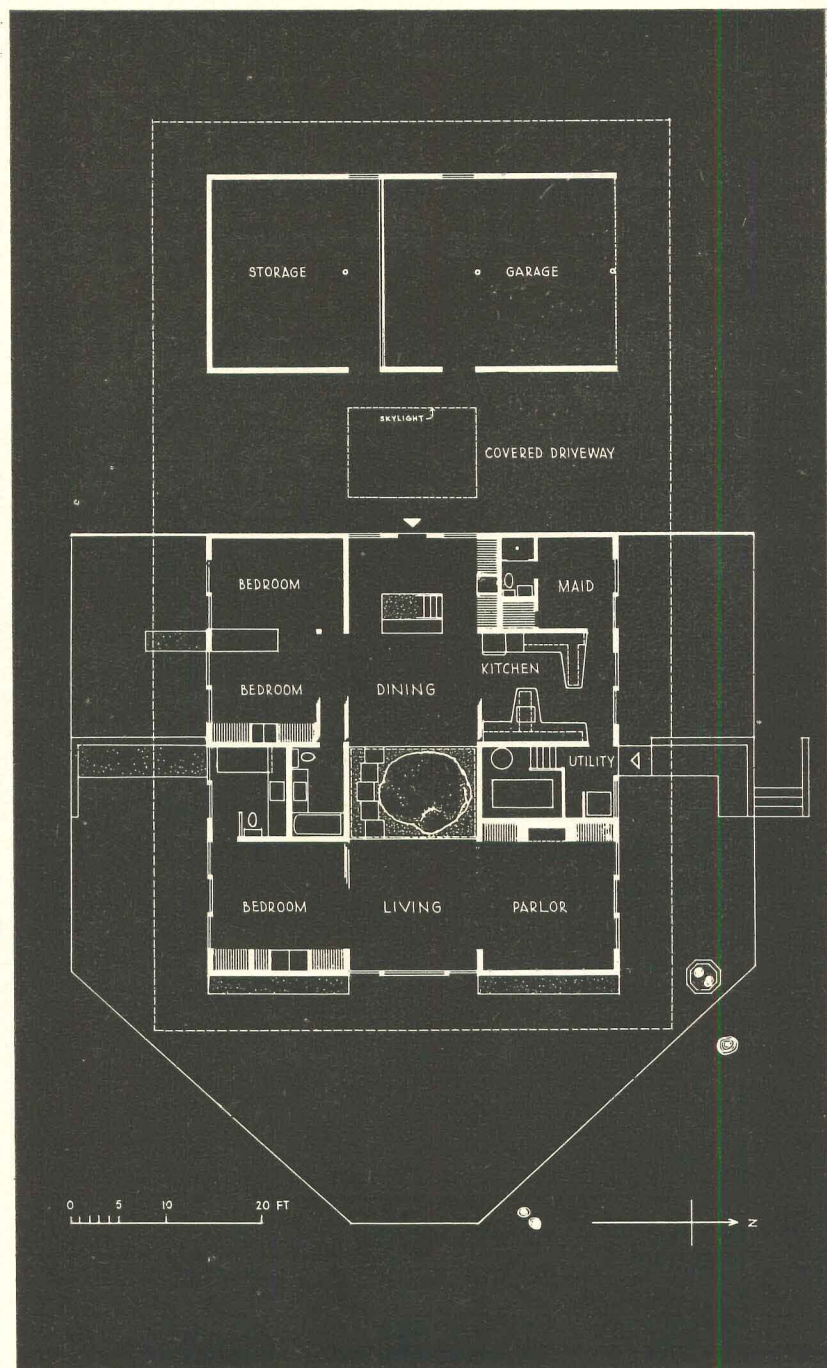 STORAGE
GARAGE
SKYLIGHT
COVERED DRIVEWAY
BEDROOM
MAID
KITCHEN
BEDROOM
DINING
UTILITY
BEDROOM
LIVING
PARLOR
0 5 10 20 FT
N